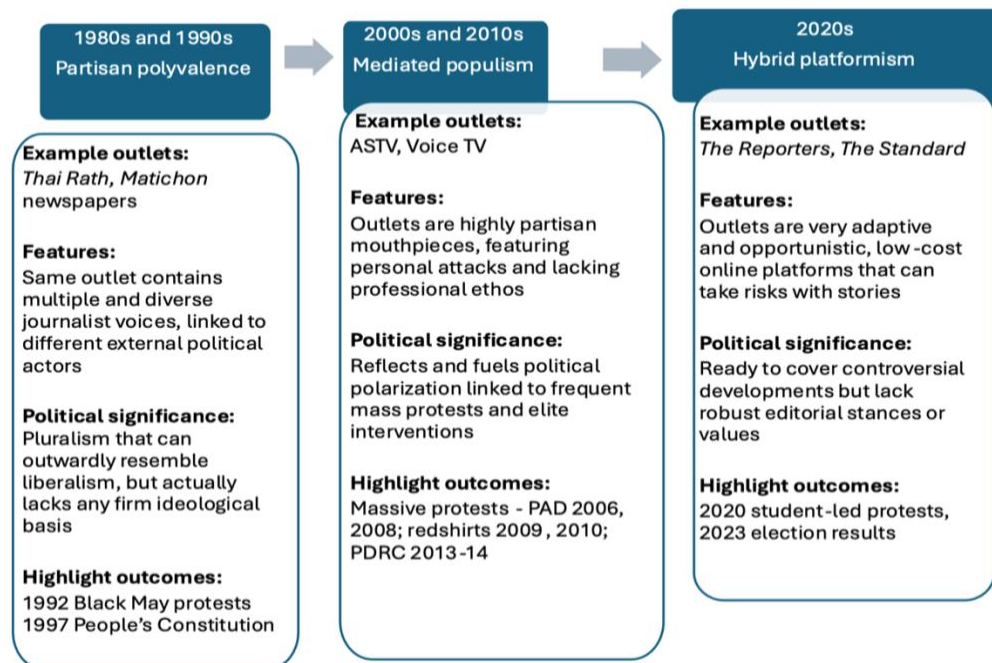 1980s and 1990s
Partisan polyvalence
Example outlets:
Thai Rath, Matichon
newspapers
Features:
Same outlet contains
multiple and diverse
journalist voices, linked to
different external political
actors
Political significance:
Pluralism that can
outwardly resemble
liberalism, but actually
lacks any firm ideological
basis
Highlight outcomes:
1992 Black May protests
1997 People’s Constitution
2000s and 2010s
Mediated populism
Example outlets:
ASTV, Voice TV
Features:
Outlets are highly partisan
mouthpieces, featuring
personal attacks and lacking
professional ethos
Political significance:
Reflects and fuels political
polarization linked to frequent
mass protests and elite
interventions
Highlight outcomes:
Massive protests - PAD 2006,
2008; redshirts 2009, 2010;
PDRC 2013-14
2020s
Hybrid platformism
Example outlets:
The Reporters, The Standard
Features:
Outlets are very adaptive
and opportunistic, low-cost
online platforms that can
take risks with stories
Political significance:
Ready to cover controversial
developments but lack
robust editorial stances or
values
Highlight outcomes:
2020 student-led protests,
2023 election results